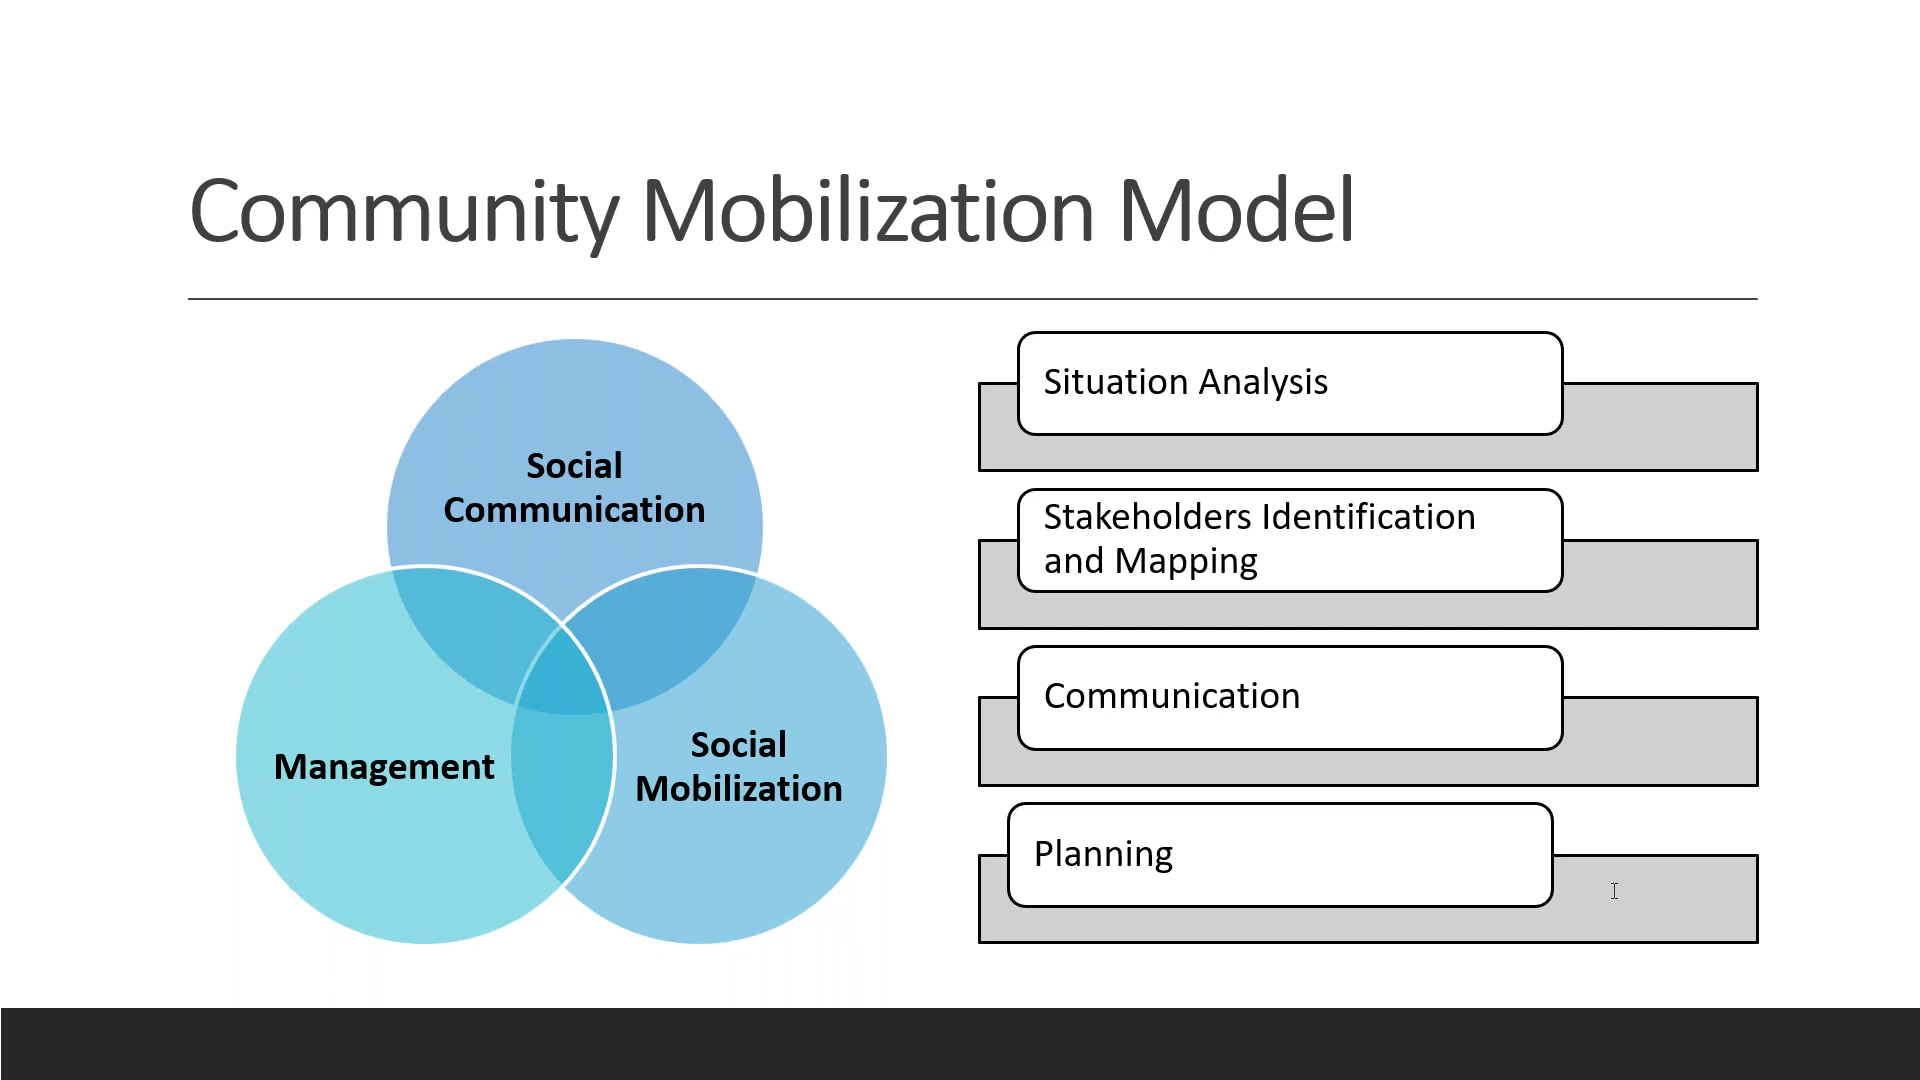 Community Mobilization Model
Social
Communication
Management
Social
Mobilization
Situation Analysis
Stakeholders Identification
and Mapping
Communication
Planning